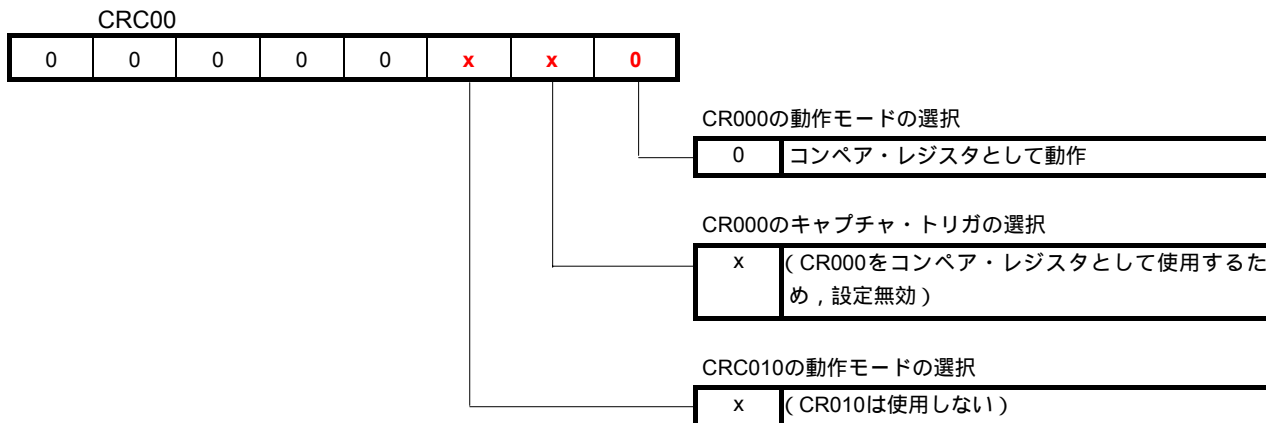 CRC00
0 0 0 0 0 x x 0
CR000の動作モードの選択
0 コンペア・レジスタとして動作
CR000のキャプチャ・トリガの選択
x (CR000をコンペア・レジスタとして使用するた
め,設定無効)
CRC010の動作モードの選択
x (CR010は使用しない)